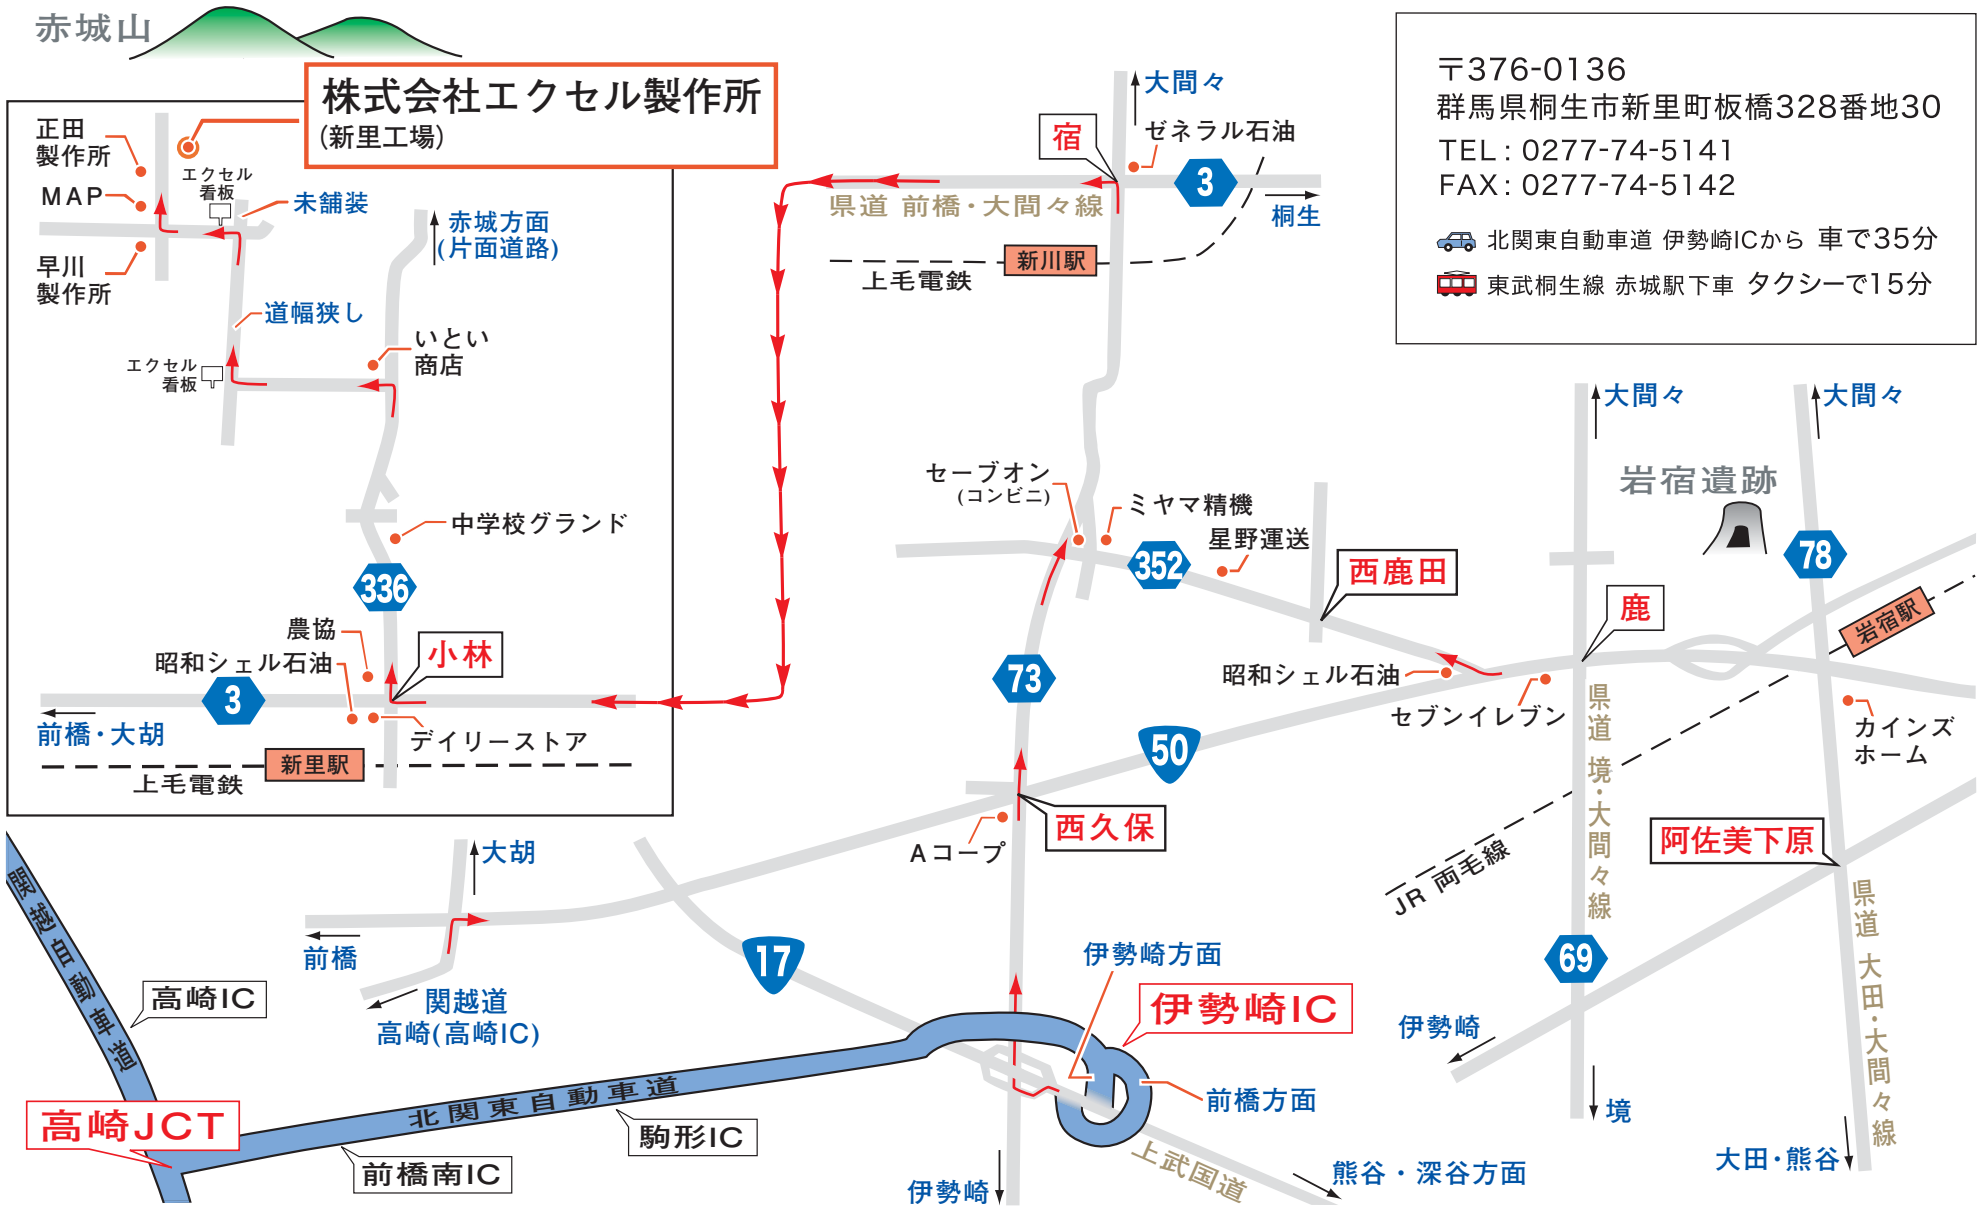 赤城山
株式会社エクセル製作所
(新里工場)
正田
製作所
MAP
早川
製作所
エクセル
看板
未舗装
赤城方面
(片面道路)
道幅狭し
エクセル
看板
いとい
商店
中学校グランド
336
農協
昭和シェル石油
小林
3
前橋・大胡
デイリーストア
新里駅
上毛電鉄
大間々
宿
ゼネラル石油
3
県道 前橋・大間々線
桐生
新川駅
上毛電鉄
〒376-0136
群馬県桐生市新里町板橋328番地30
TEL : 0277-74-5141
FAX : 0277-74-5142
北関東自動車道 伊勢崎ICから 車で35分
東武桐生線 赤城駅下車 タクシーで15分
セーブオン
(コンビニ)
ミヤマ精機
星野運送
352
西鹿田
大間々
大間々
岩宿遺跡
78
鹿
岩宿駅
73
昭和シェル石油
セブンイレブン
50
カインズ
ホーム
県道 境・大間々線
西久保
Aコープ
JR 両毛線
阿佐美下原
県道 大田・大間々線
69
大胡
前橋
関越道
高崎(高崎IC)
17
伊勢崎方面
伊勢崎IC
前橋方面
伊勢崎
境
大田・熊谷
関越自動車道
高崎IC
高崎JCT
北関東自動車道
前橋南IC
駒形IC
伊勢崎
上武国道
熊谷・深谷方面